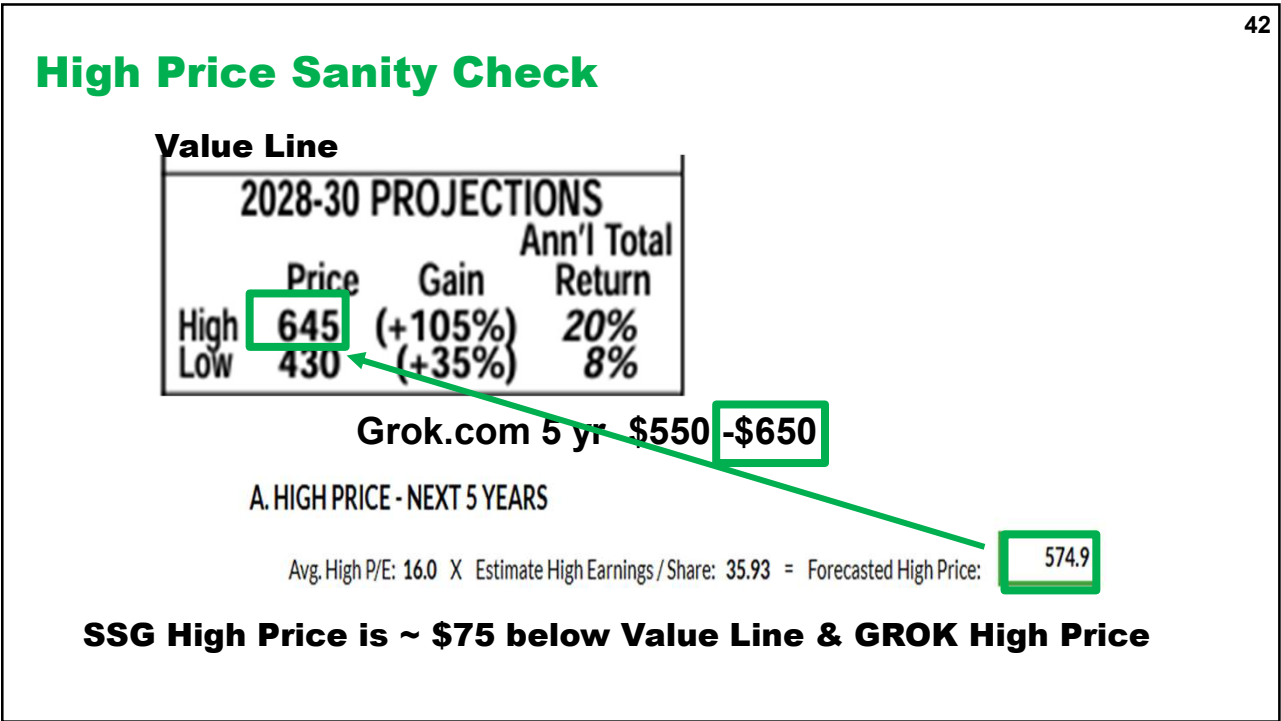 42
High Price Sanity Check
Value Line
2028-30 PROJECTIONS
Ann'l Total
Price Gain Return
High 645 (+105%) 20%
Low 430 (+35%) 8%
Grok.com 5 yr $550 -$650
A. HIGH PRICE - NEXT 5 YEARS
Avg. High P/E: 16.0 X Estimate High Earnings / Share: 35.93 = Forecasted High Price: 574.9
SSG High Price is ~ $75 below Value Line & GROK High Price